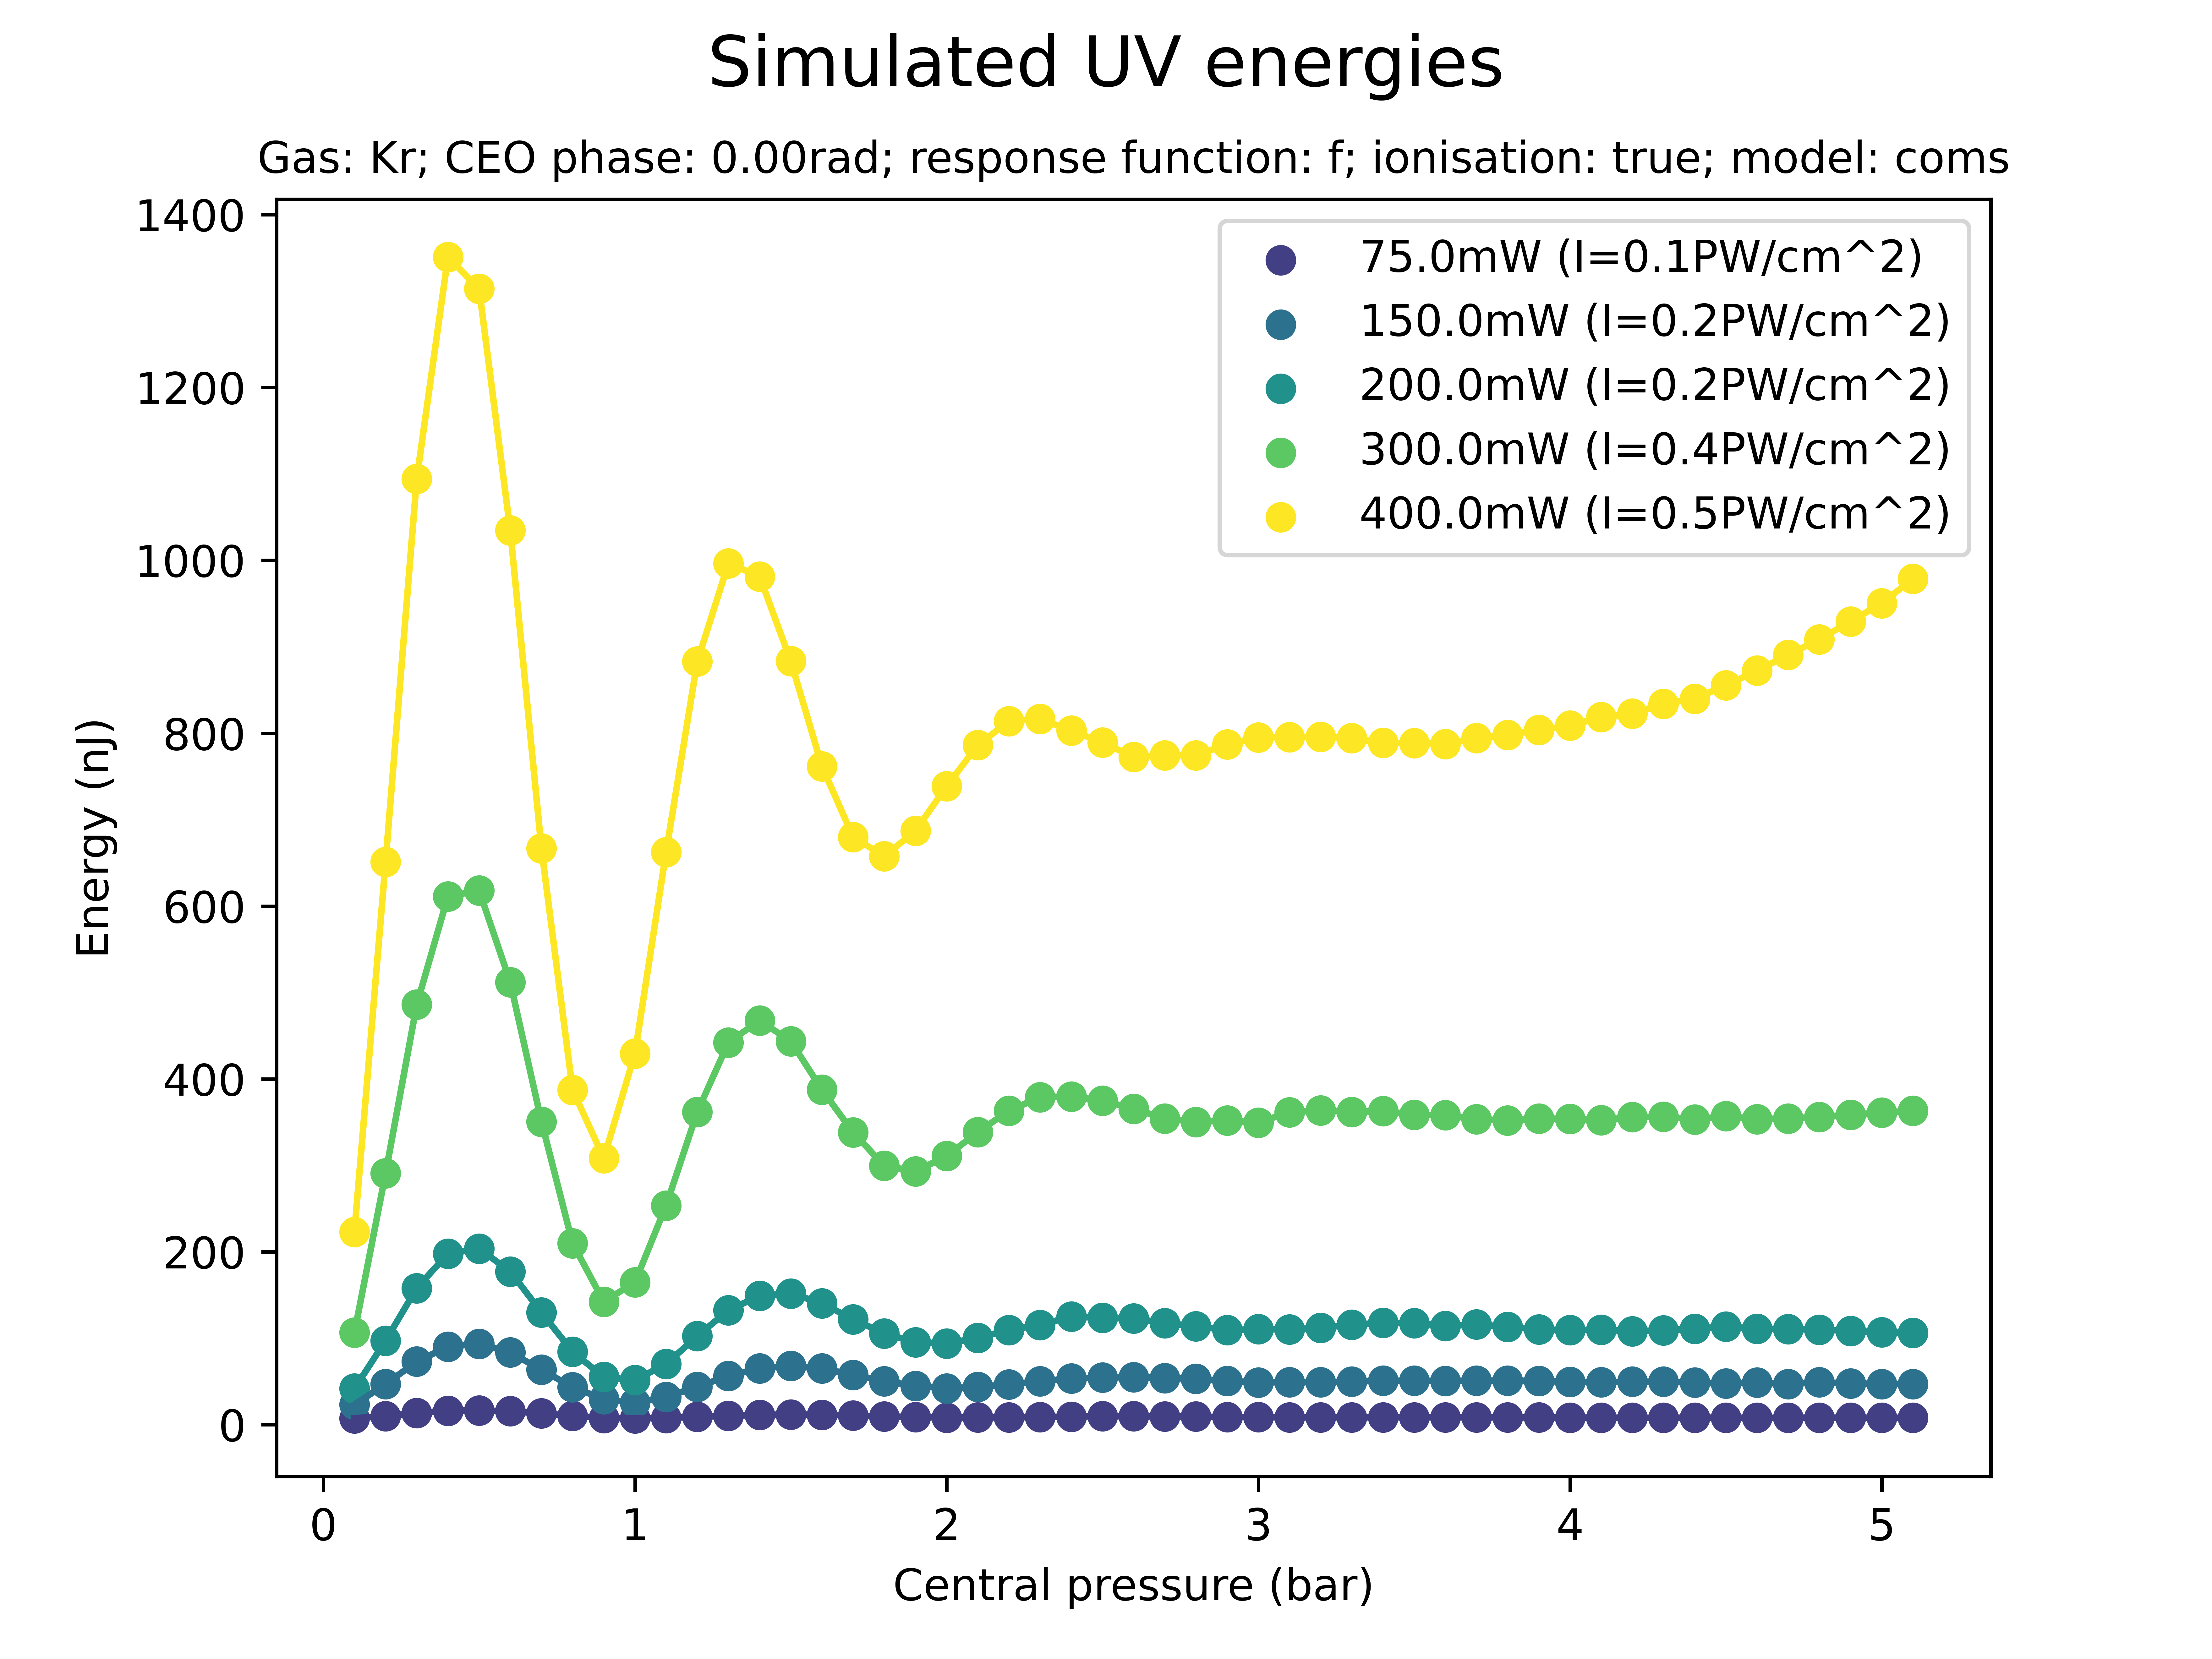 Simulated UV energies
Gas: Kr; CEO phase: 0.00rad; response function: f; ionisation: true; model: coms
1400
1200
1000
800
600
400
200
0
Energy (nJ)
75.0mW (I=0.1PW/cm^2)
150.0mW (I=0.2PW/cm^2)
200.0mW (I=0.2PW/cm^2)
300.0mW (I=0.4PW/cm^2)
400.0mW (I=0.5PW/cm^2)
0 1 2 3 4 5
Central pressure (bar)